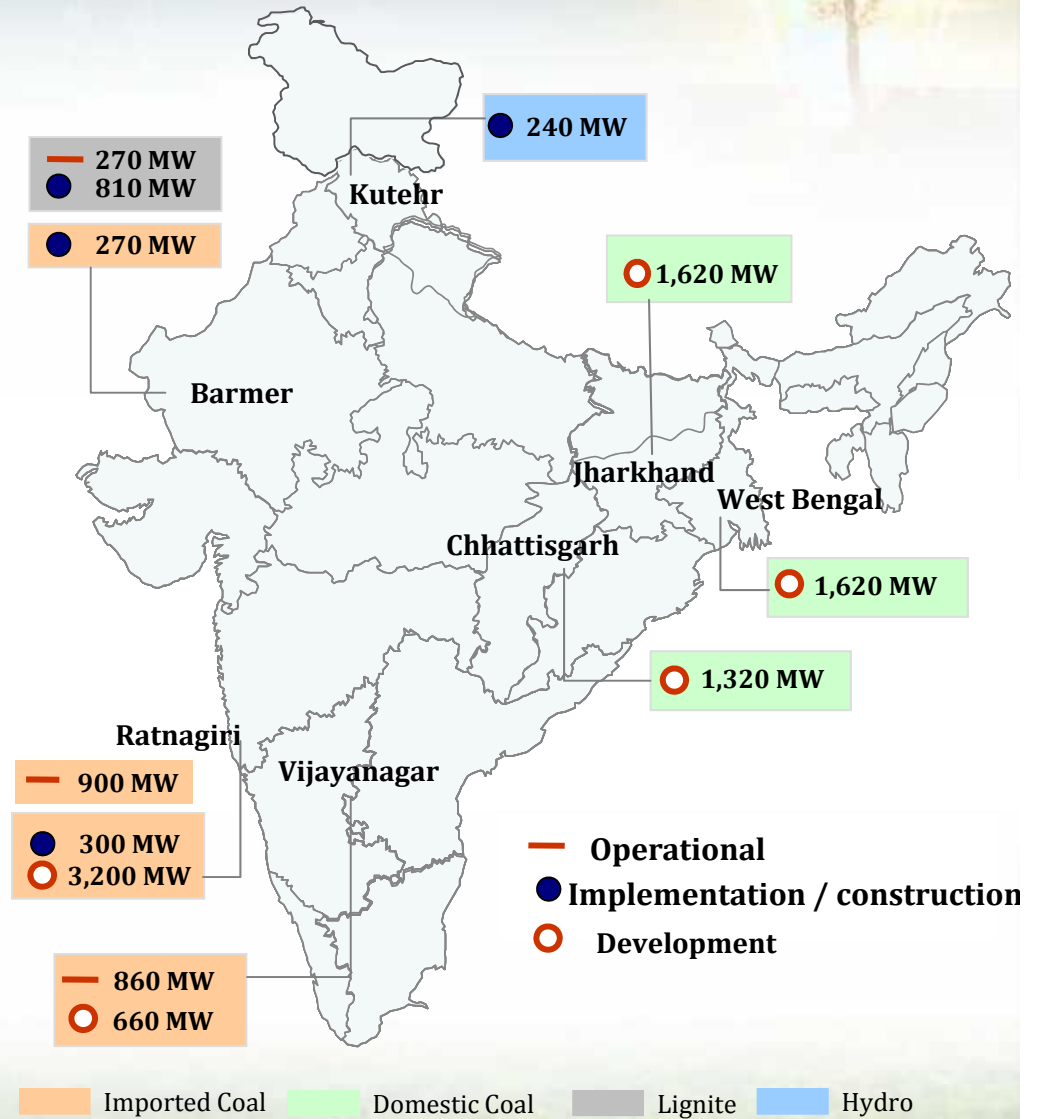 240 MW
270 MW
810 MW
Kutehr
270 MW
1,620 MW
Barmer
Jharkhand
West Bengal
Chhattisgarh
1,620 MW
1,320 MW
Ratnagiri
Vijayanagar
900 MW
300 MW
3,200 MW
Operational
Implementation / construction
Development
860 MW
660 MW
Imported Coal
Domestic Coal
Lignite
Hydro